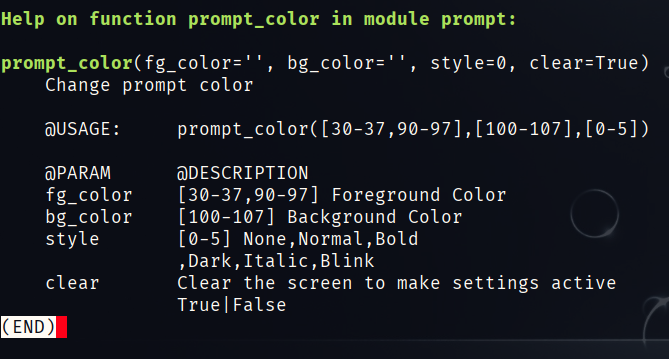 Help on function prompt_color in module prompt:
prompt_color(fg_color='', bg_color='', style=0, clear=True)
Change prompt color
@USAGE: prompt_color([30-37,90-97],[100-107],[0-5])
@PARAM @DESCRIPTION
fg_color [30-37,90-97] Foreground Color
bg_color [100-107] Background Color
style [0-5] None,Normal,Bold
,Dark,Italic,Blink
clear Clear the screen to make settings active
True|False
(END)